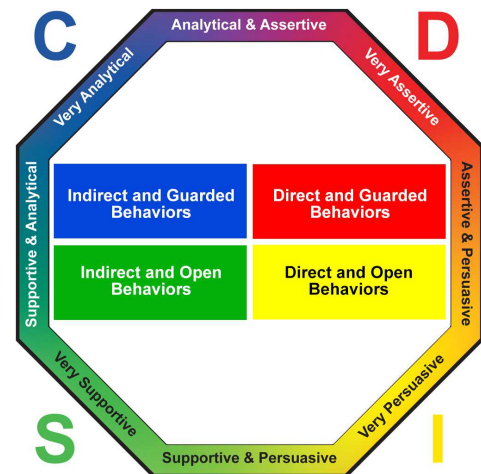 C
Analytical & Assertive
D
Very Analytical
Very Assertive
Supportive & Analytical
Indirect and Guarded
Behaviors
Direct and Guarded
Behaviors
Assertive & Persuasive
Indirect and Open
Behaviors
Direct and Open
Behaviors
Very Supportive
Very Persuasive
S
Supportive & Persuasive
I